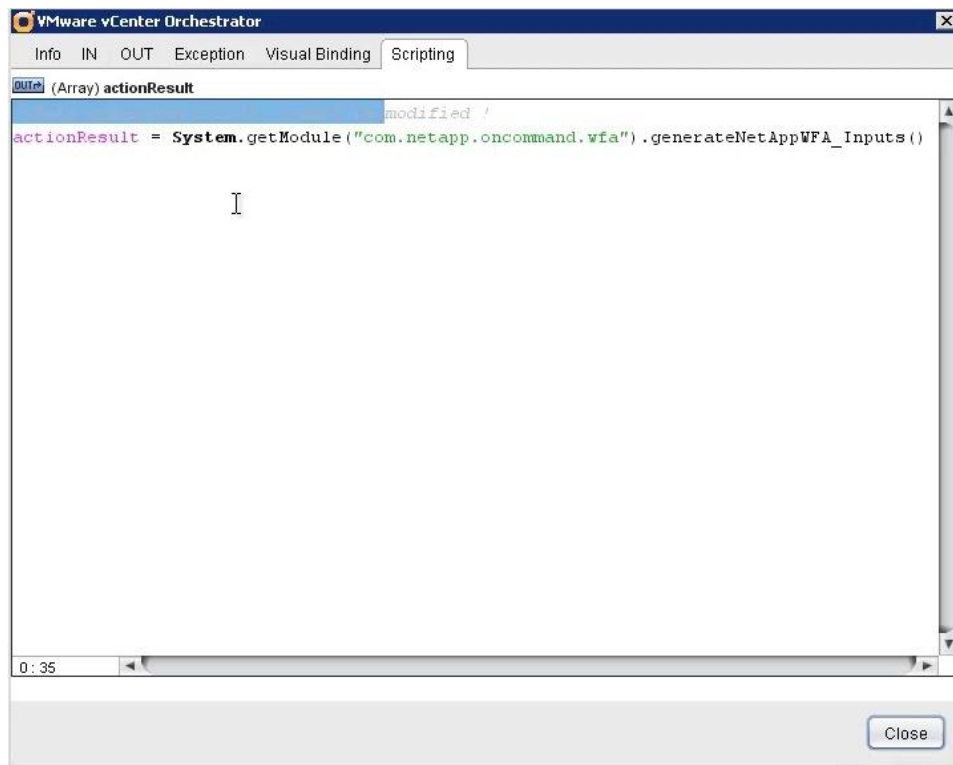 VMware vCenter Orchestrator
Info IN OUT Exception Visual Binding Scripting
OUT (Array) actionResult
modified !
actionResult = System.getModule("com.netapp.oncommand.wfa").generateNetAppWFA_Inputs()
0:35
Close